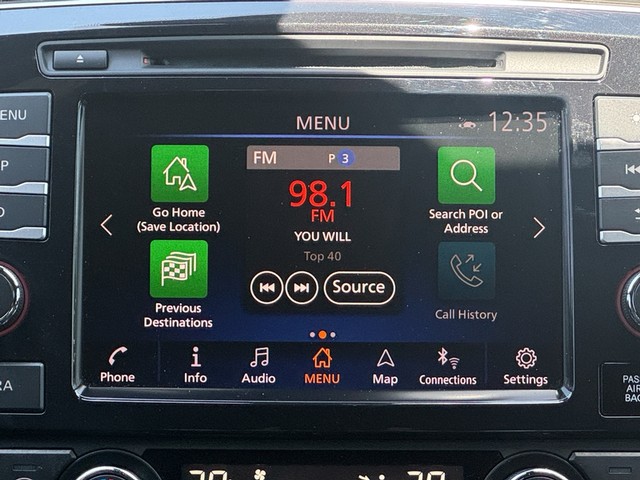 MENU
12:35
FM
P 3
98.1
FM
YOU WILL
Top 40
Source
Go Home
(Save Location)
Search POI or
Address
Previous
Destinations
Call History
Phone
Info
Audio
MENU
Map
Connections
Settings
ENU
P
RA
PAS
AIR
BAG